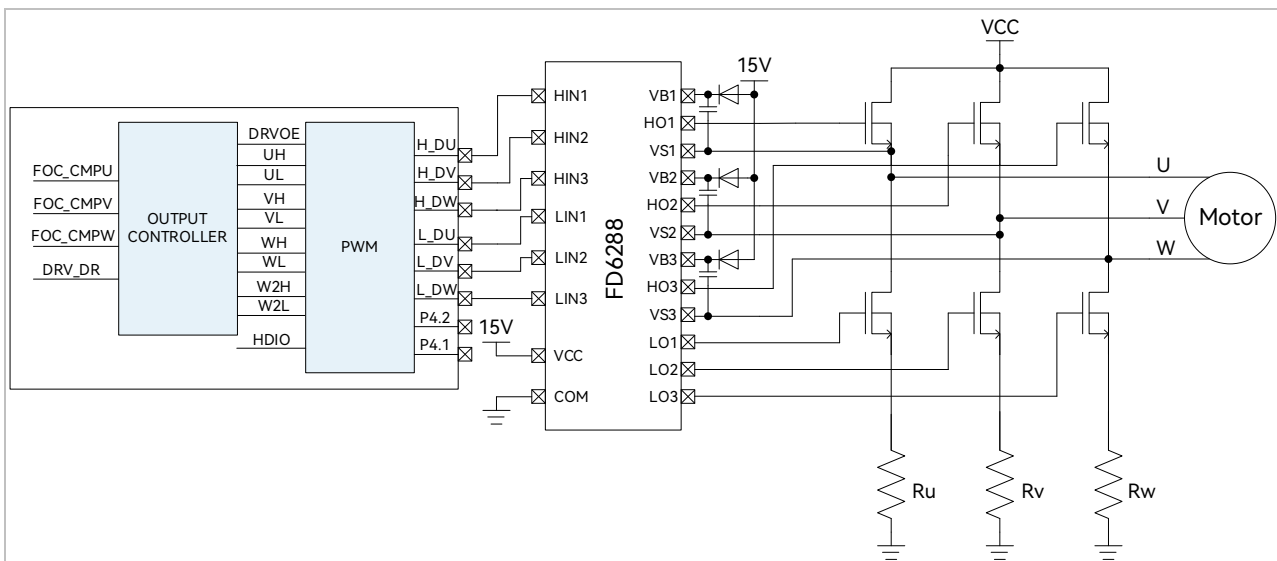 FOC_CMPU
FOC_CMPV
FOC_CMPW
DRV_DR
OUTPUT
CONTROLLER
DRVOE
UH
UL
VH
VL
WH
WL
W2H
W2L
HDIO
PWM
H_DU
H_DV
H_DW
L_DU
L_DV
L_DW
P4.2
P4.1
15V
HIN1
HIN2
HIN3
LIN1
LIN2
LIN3
VCC
COM
FD6288
VB1
HO1
VS1
VB2
HO2
VS2
VB3
HO3
VS3
LO1
LO2
LO3
15V
VCC
U
V
W
Motor
Ru
Rv
Rw